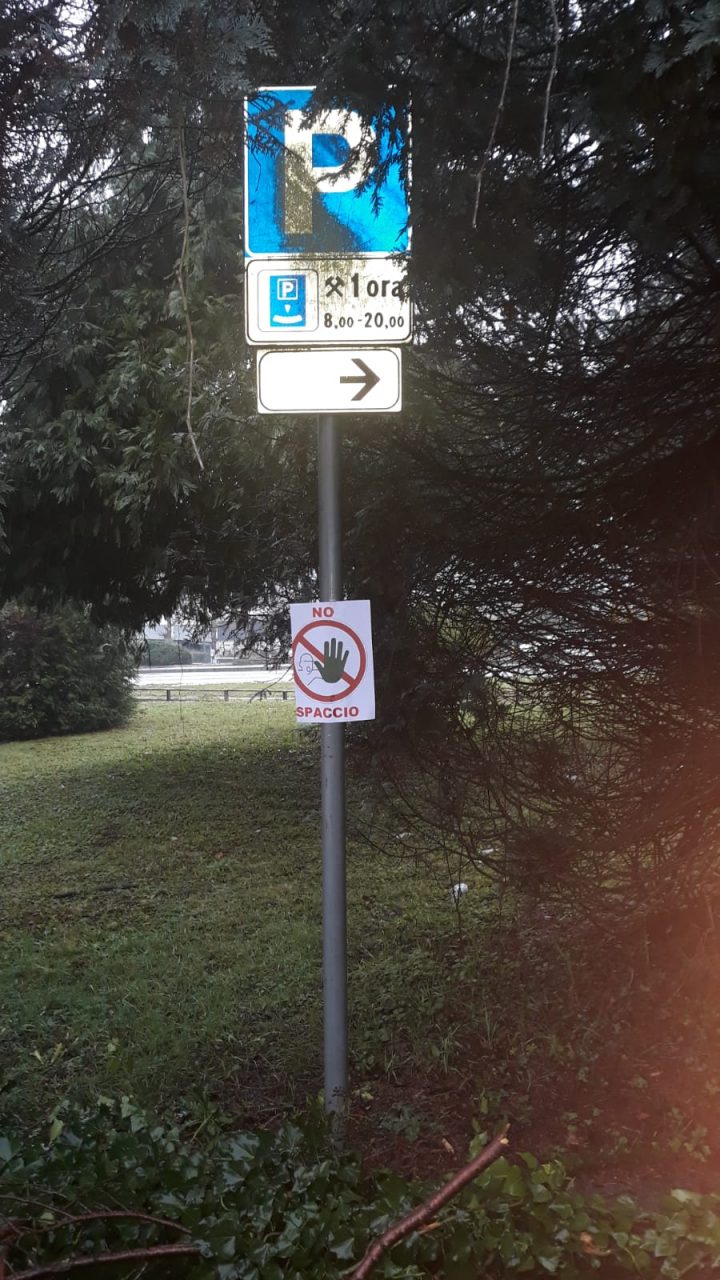 P
P 1 ora
8,00-20,00
NO
SPACCIO